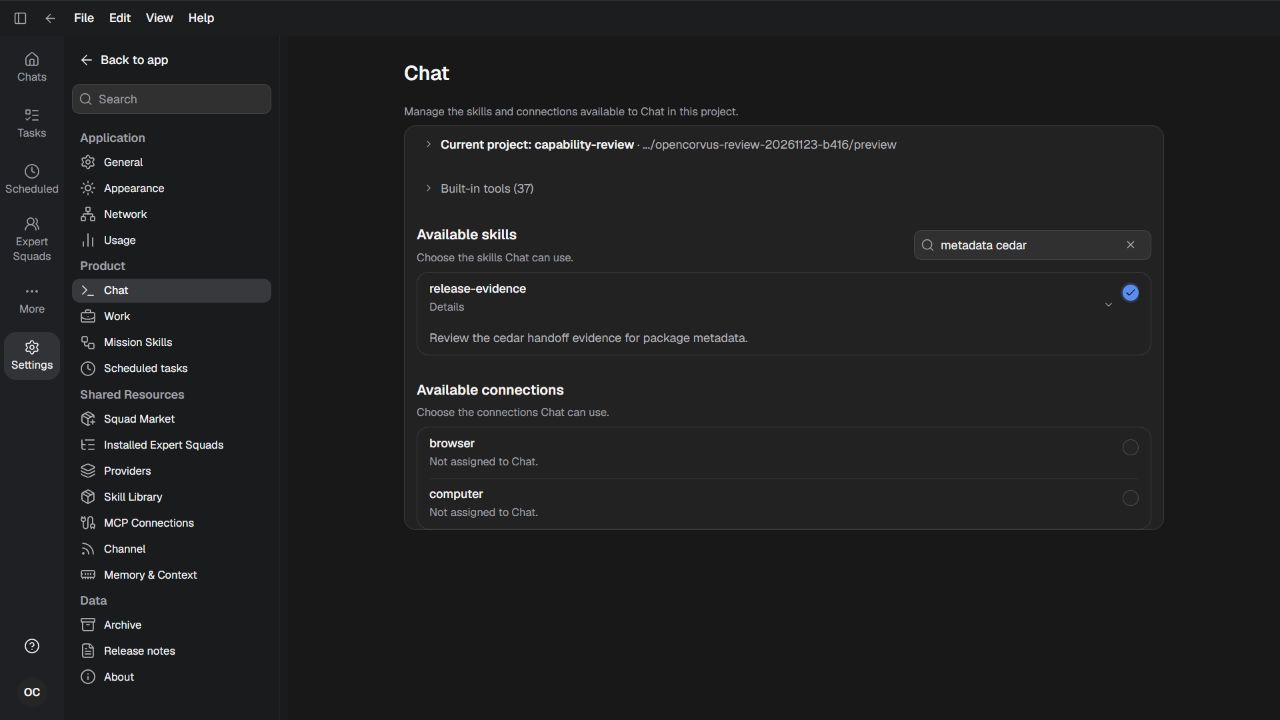 File Edit View Help
Chats
Tasks
Scheduled
Expert
Squads
More
Settings
OC
Back to app
Search
Application
General
Appearance
Network
Usage
Product
Chat
Work
Mission Skills
Scheduled tasks
Shared Resources
Squad Market
Installed Expert Squads
Providers
Skill Library
MCP Connections
Channel
Memory & Context
Data
Archive
Release notes
About
Chat
Manage the skills and connections available to Chat in this project.
Current project: capability-review · .../opencorvus-review-20261123-b416/preview
Built-in tools (37)
Available skills
Choose the skills Chat can use.
metadata cedar
release-evidence
Details
Review the cedar handoff evidence for package metadata.
Available connections
Choose the connections Chat can use.
browser
Not assigned to Chat.
computer
Not assigned to Chat.